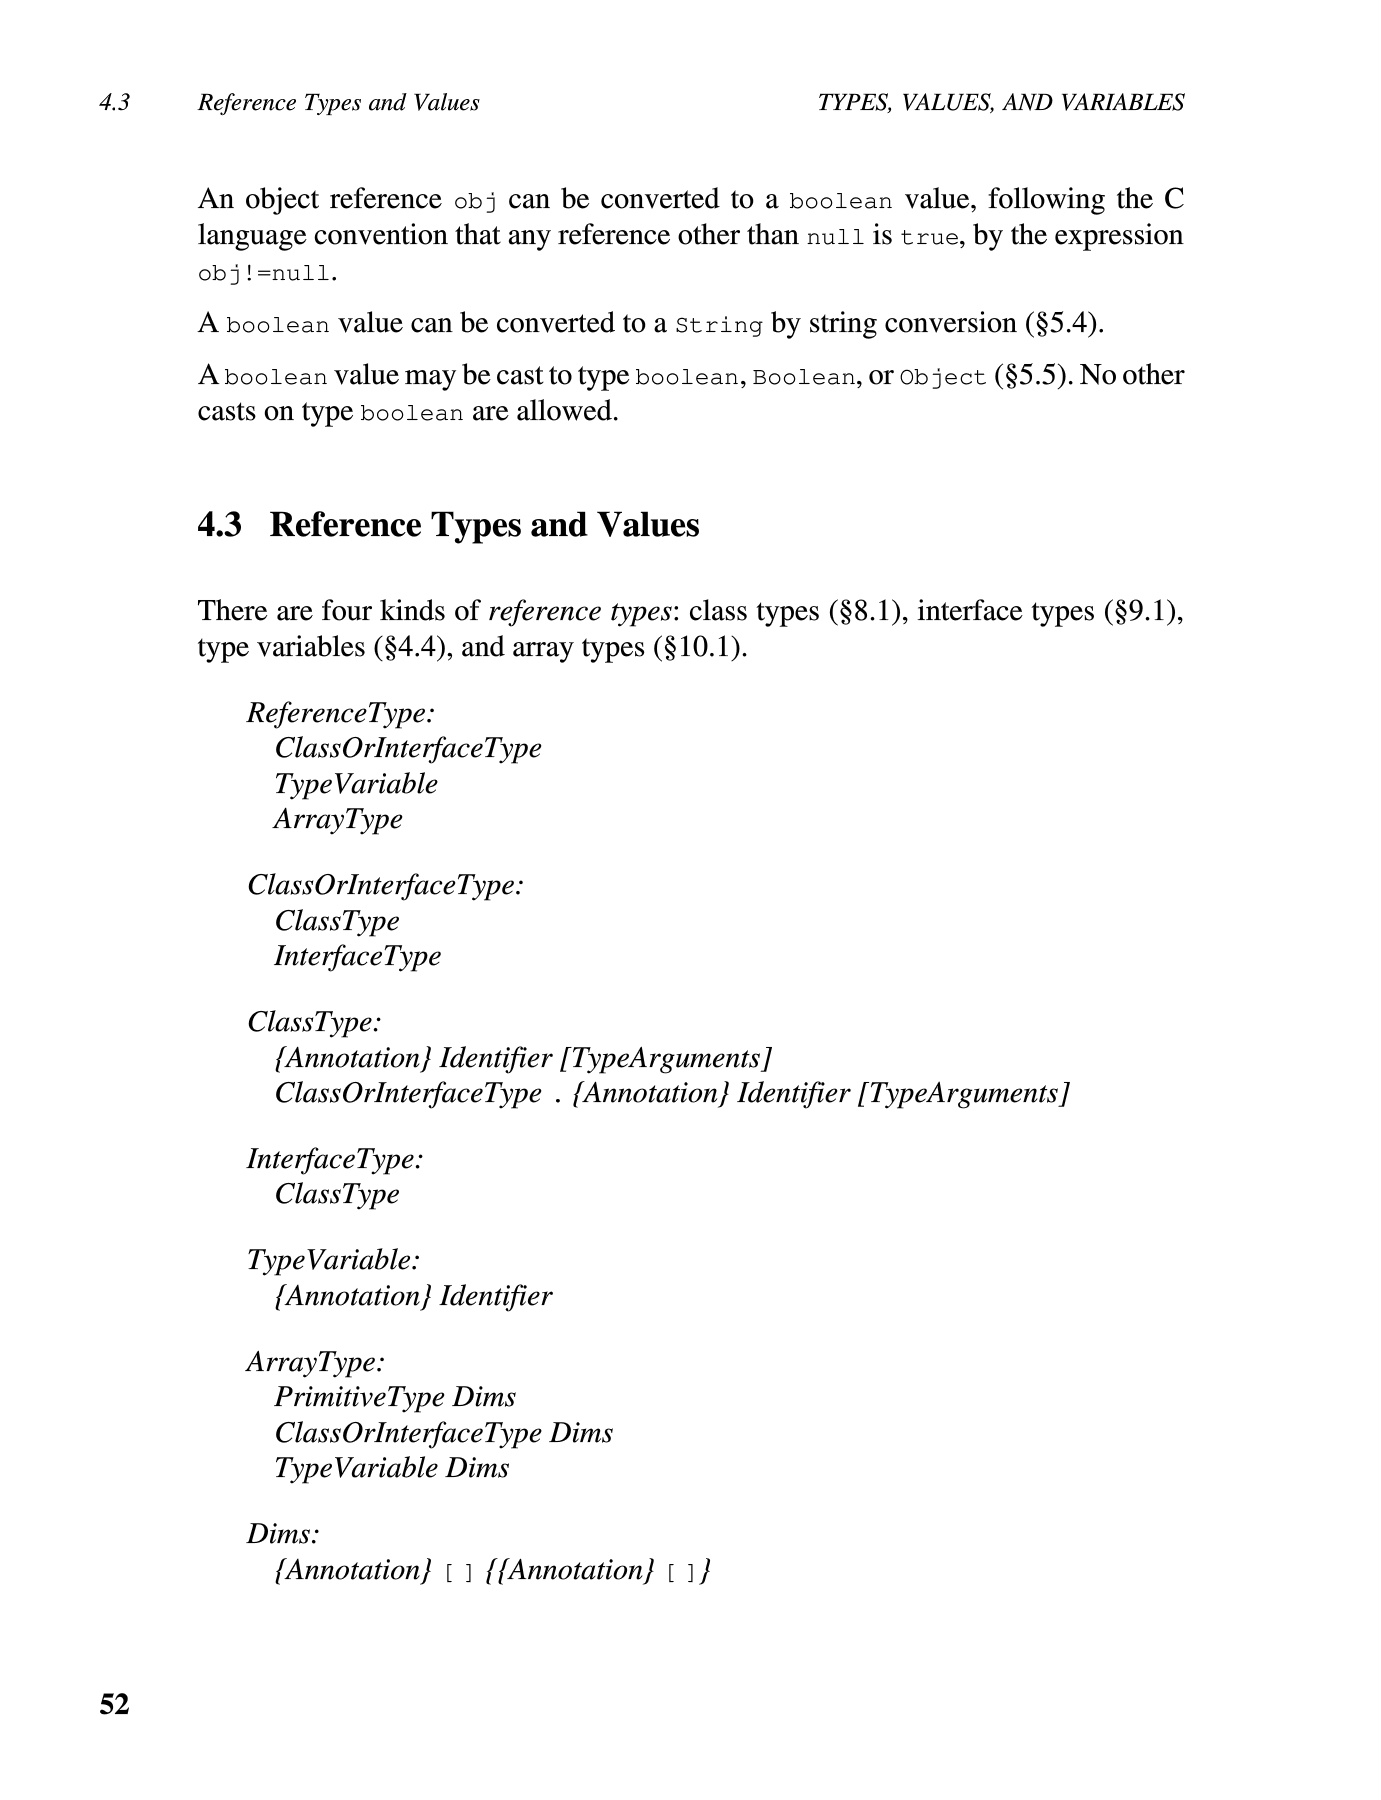 4.3 Reference Types and Values TYPES, VALUES, AND VARIABLES
An object reference obj can be converted to a boolean value, following the C
language convention that any reference other than null is true, by the expression
obj!=null.
A boolean value can be converted to a String by string conversion (§5.4).
A boolean value may be cast to type boolean, Boolean, or Object (§5.5). No other
casts on type boolean are allowed.
4.3 Reference Types and Values
There are four kinds of reference types: class types (§8.1), interface types (§9.1),
type variables (§4.4), and array types (§10.1).
ReferenceType:
ClassOrInterfaceType
TypeVariable
ArrayType
ClassOrInterfaceType:
ClassType
InterfaceType
ClassType:
{Annotation} Identifier [TypeArguments]
ClassOrInterfaceType . {Annotation} Identifier [TypeArguments]
InterfaceType:
ClassType
TypeVariable:
{Annotation} Identifier
ArrayType:
PrimitiveType Dims
ClassOrInterfaceType Dims
TypeVariable Dims
Dims:
{Annotation} [ ] {{Annotation} [ ]}
52